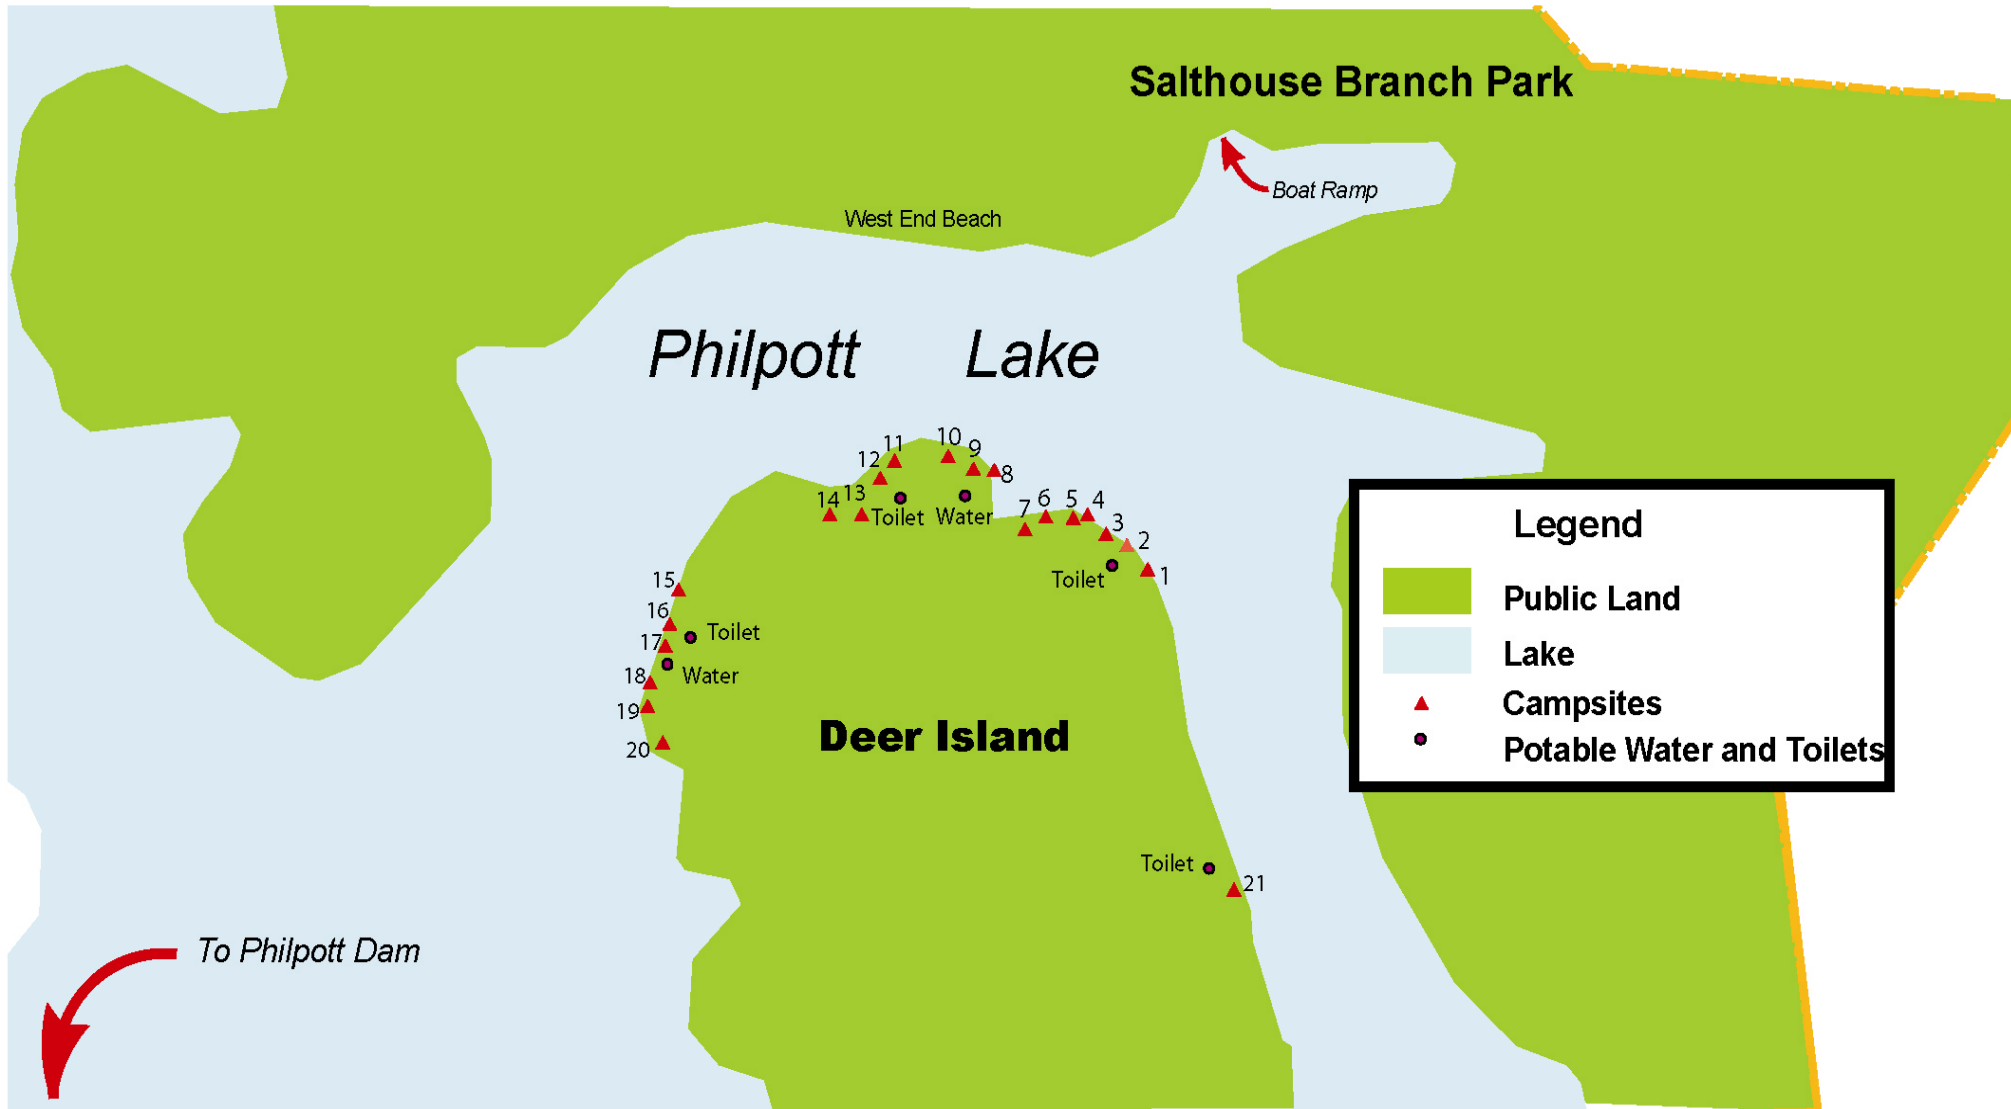 Salthouse Branch Park
Boat Ramp
West End Beach
Philpott Lake
10
11
9
12
8
14
13
7
6
5
4
3
2
1
Toilet
Water
Toilet
15
16
Toilet
17
Water
18
19
20
Deer Island
Toilet
21
To Philpott Dam
Legend
Public Land
Lake
Campsites
Potable Water and Toilets